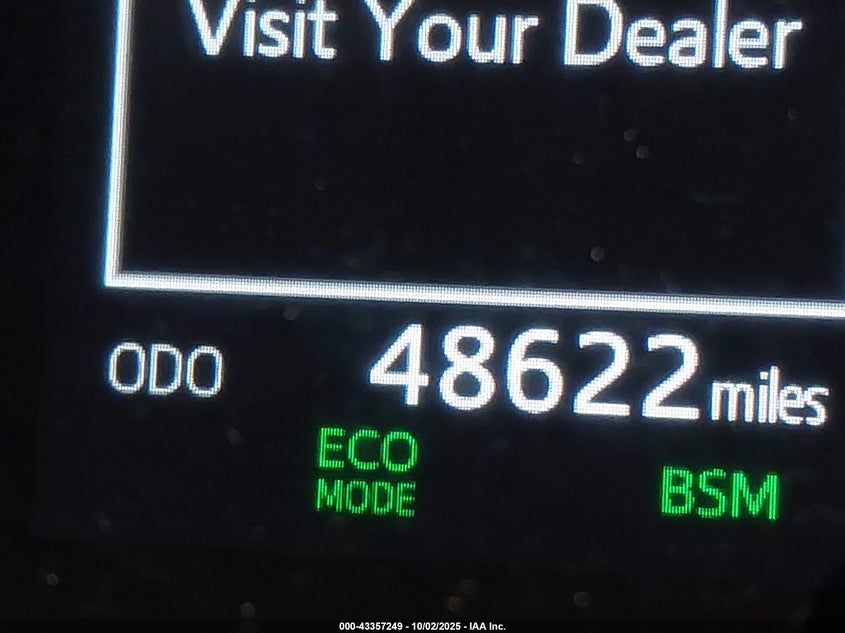 Visit Your Dealer
ODO 48622 miles
ECO
MODE
BSM
000-43357249 - 10/02/2025 - IAA Inc.